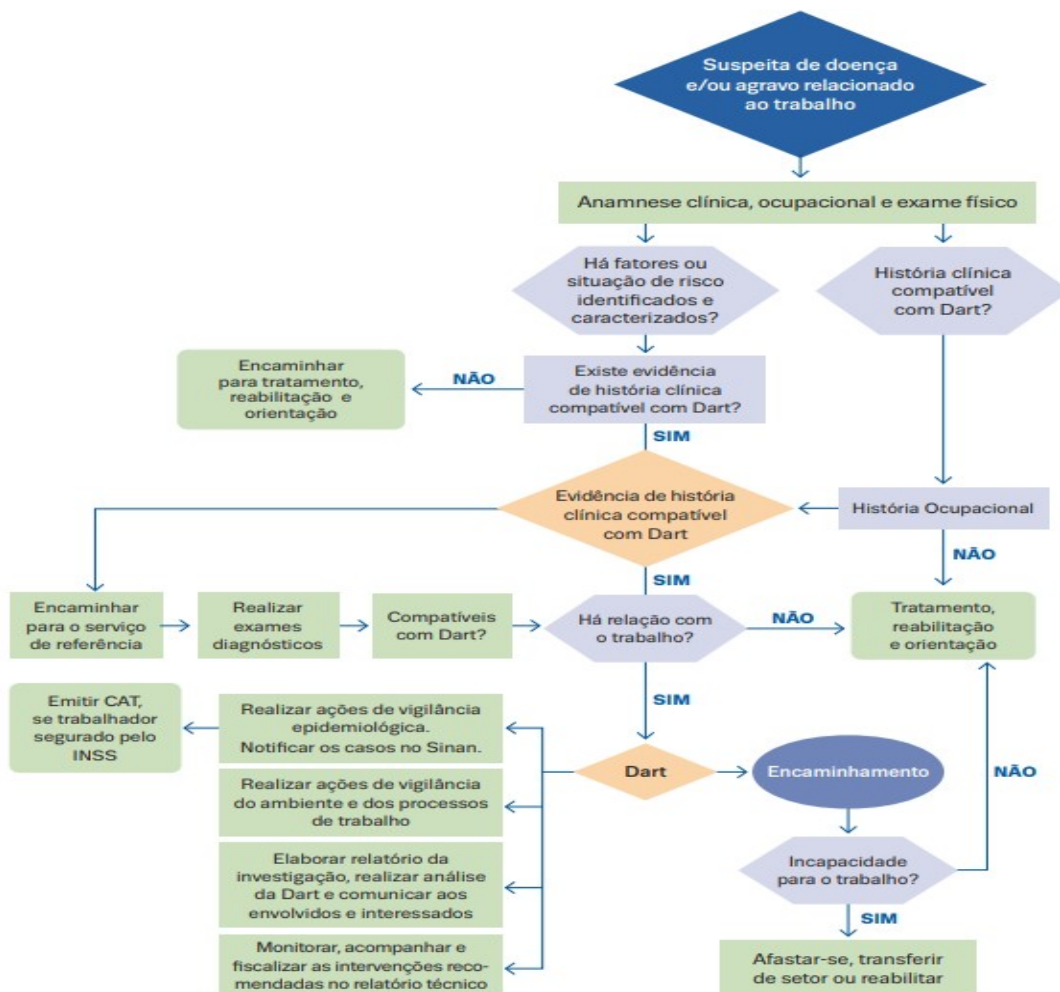 Suspeita de doença
e/ou agravo relacionado
ao trabalho
Anamnese clínica, ocupacional e exame físico
Há fatores ou
situação de risco
identificados e
caracterizados?
História clínica
compatível
com Dart?
Encaminhar
para tratamento,
reabilitação e
orientação
NÃO
Existe evidência
de história clínica
compatível com Dart?
SIM
Evidência de história
clínica compatível
com Dart
História Ocupacional
NÃO
SIM
Encaminhar
para o serviço
de referência
Realizar
exames
diagnósticos
Compatíveis
com Dart?
Há relação com
o trabalho?
NÃO
Tratamento,
reabilitação
e orientação
SIM
Emitir CAT,
se trabalhador
segurado pelo
INSS
Realizar ações de vigilância
epidemiológica.
Notificar os casos no Sinan.
Dart
Encaminhamento
NÃO
Realizar ações de vigilância
do ambiente e dos processos
de trabalho
Elaborar relatório da
investigação, realizar análise
da Dart e comunicar aos
envolvidos e interessados
Incapacidade
para o trabalho?
SIM
Monitorar, acompanhar e
fiscalizar as intervenções reco-
mendadas no relatório técnico
Afastar-se, transferir
de setor ou reabilitar